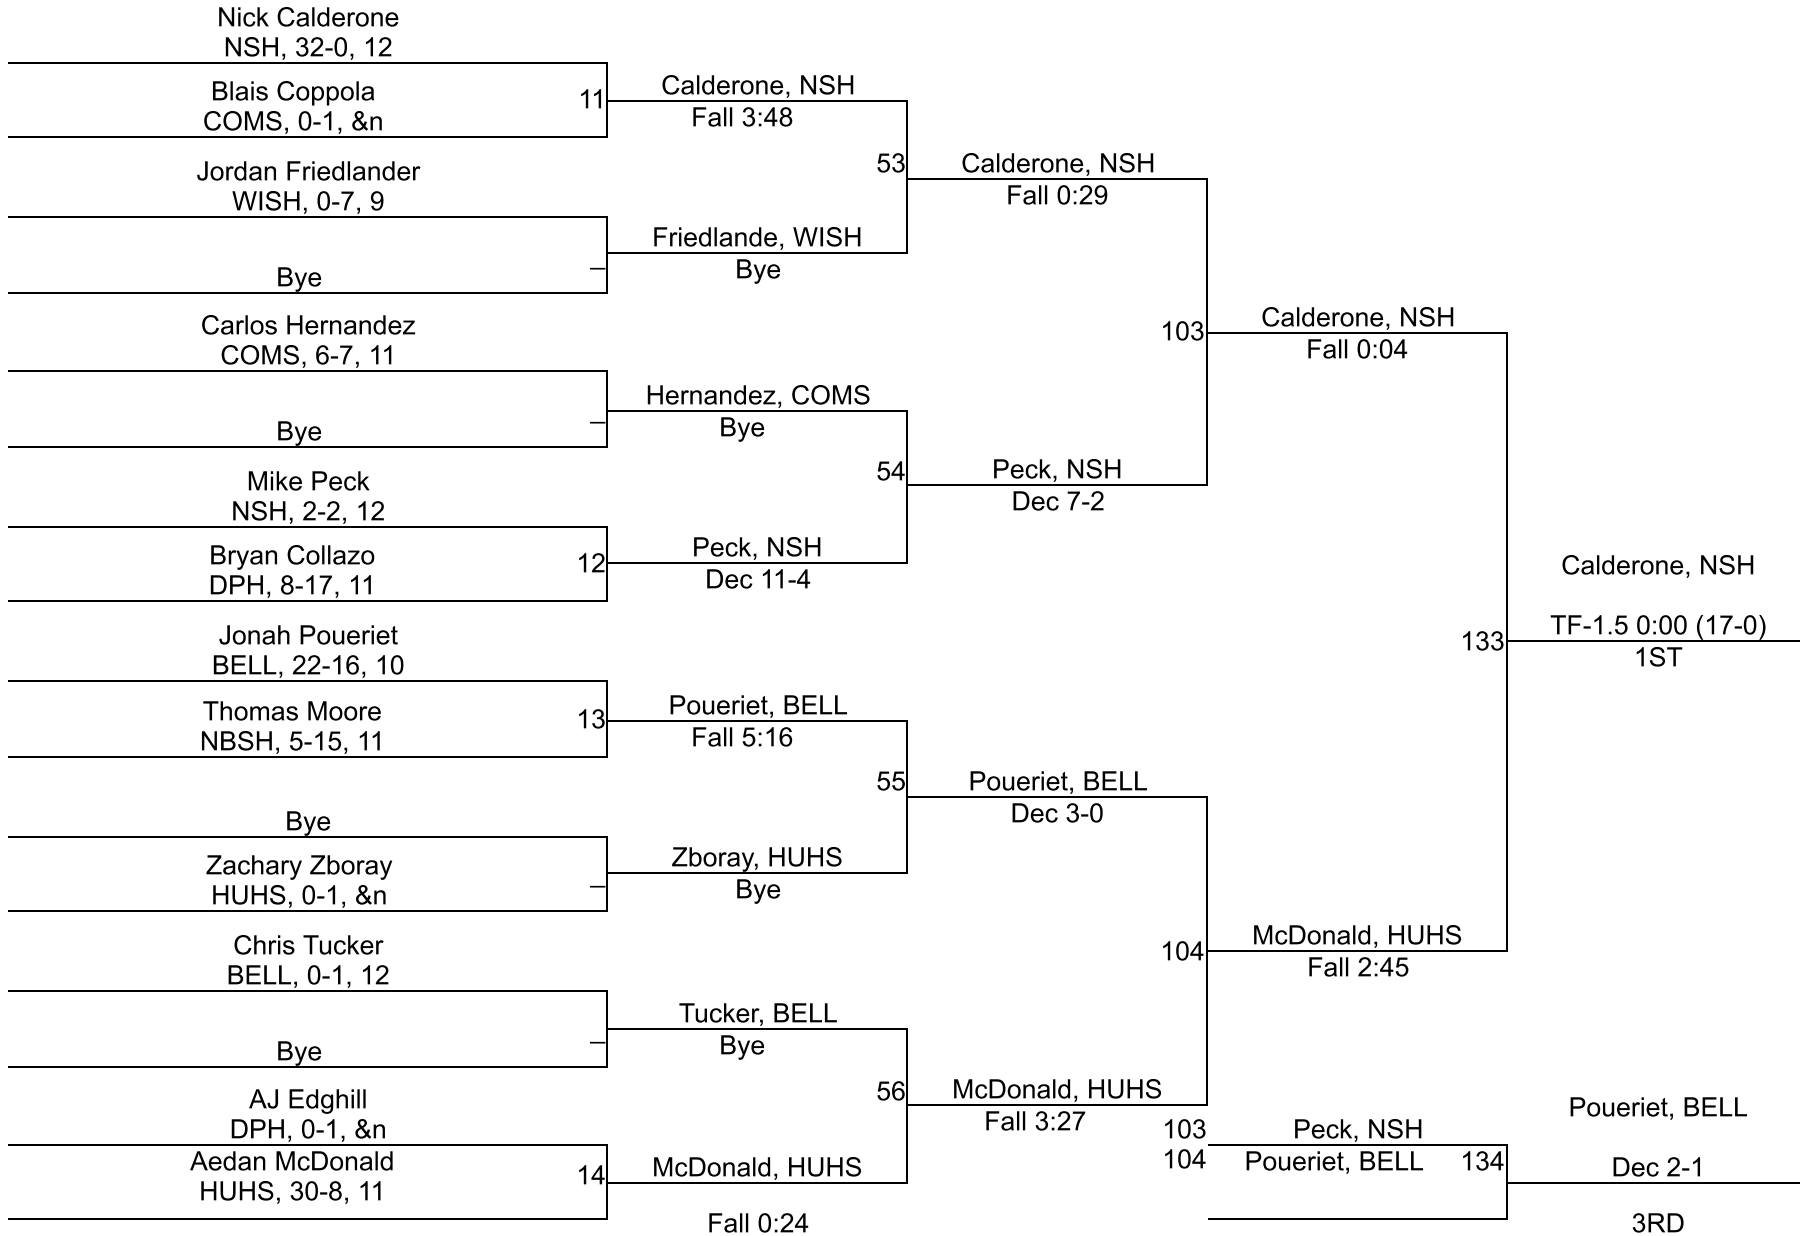 Nick Calderone
NSH, 32-0, 12
Blais Coppola
COMS, 0-1, &n
11
Calderone, NSH
Fall 3:48
Jordan Friedlander
WISH, 0-7, 9
Bye
–
Friedlande, WISH
Bye
53
Calderone, NSH
Fall 0:29
Carlos Hernandez
COMS, 6-7, 11
Bye
–
Hernandez, COMS
Bye
Mike Peck
NSH, 2-2, 12
Bryan Collazo
DPH, 8-17, 11
12
Peck, NSH
Dec 11-4
54
Peck, NSH
Dec 7-2
103
Calderone, NSH
Fall 0:04
Jonah Poueriet
BELL, 22-16, 10
Thomas Moore
NBSH, 5-15, 11
13
Poueriet, BELL
Fall 5:16
Bye
Zachary Zboray
HUHS, 0-1, &n
–
Zboray, HUHS
Bye
55
Poueriet, BELL
Dec 3-0
Chris Tucker
BELL, 0-1, 12
Bye
–
Tucker, BELL
Bye
AJ Edghill
DPH, 0-1, &n
Aedan McDonald
HUHS, 30-8, 11
14
McDonald, HUHS
Fall 0:24
56
McDonald, HUHS
Fall 3:27
104
McDonald, HUHS
Fall 2:45
133
Calderone, NSH
TF-1.5 0:00 (17-0)
1ST
103
Peck, NSH
104
Poueriet, BELL
134
Poueriet, BELL
Dec 2-1
3RD